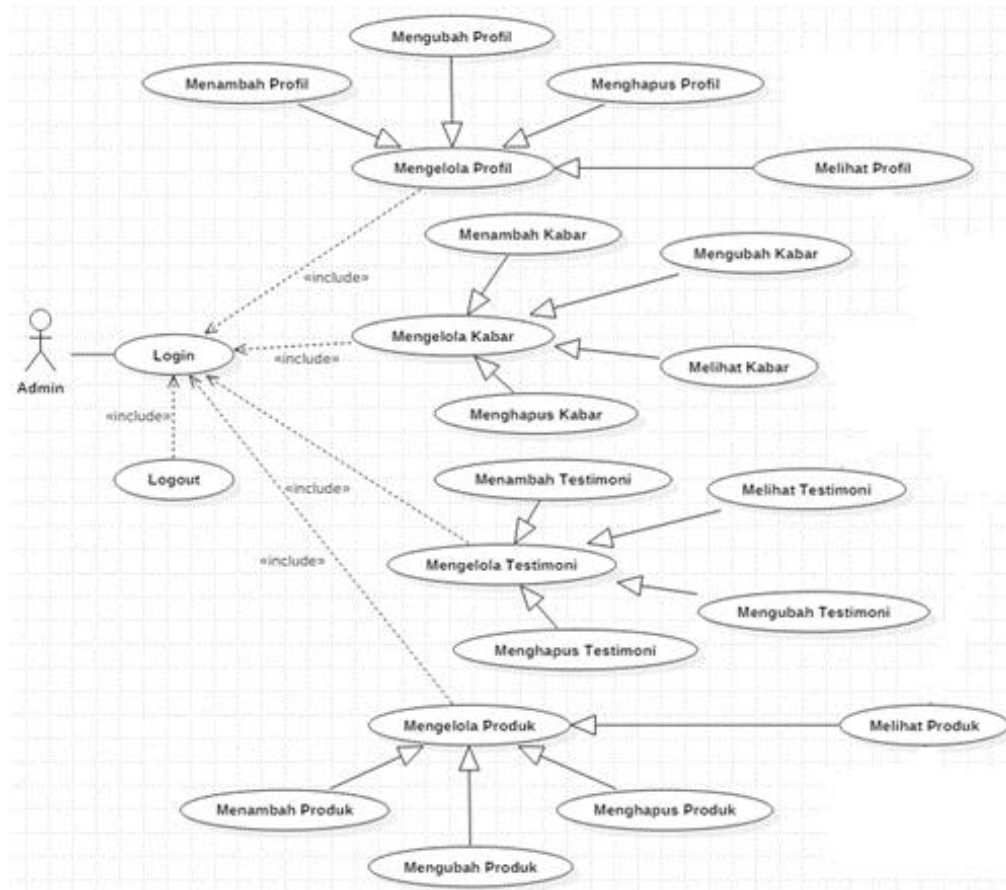 Mengubah Profil
Menambah Profil
Menghapus Profil
Mengelola Profil
Melihat Profil
Menambah Kabar
Mengubah Kabar
«include»
Mengelola Kabar
Login
«include»
Melihat Kabar
Admin
Menghapus Kabar
«include»
Logout
Menambah Testimoni
Melihat Testimoni
«include»
«include»
Mengelola Testimoni
Mengubah Testimoni
Menghapus Testimoni
Mengelola Produk
Melihat Produk
Menambah Produk
Menghapus Produk
Mengubah Produk